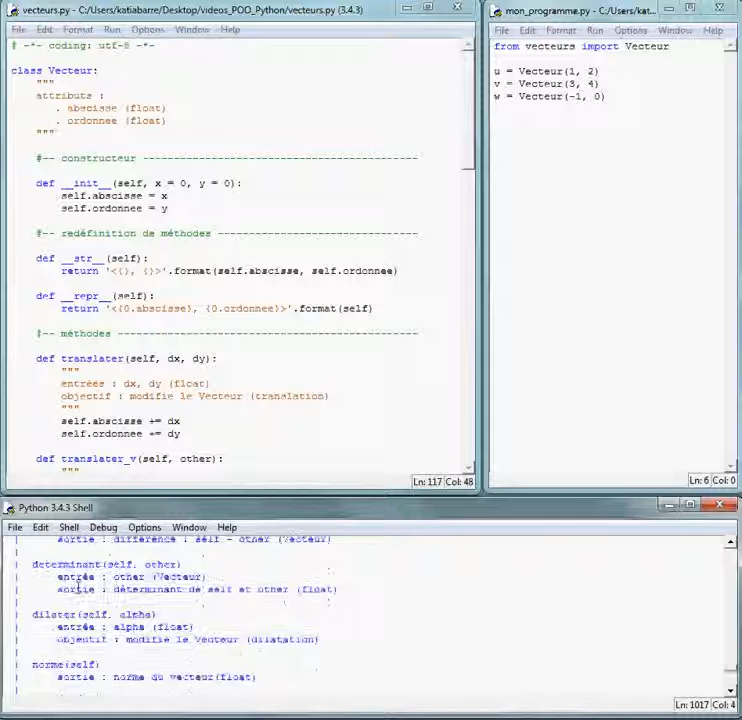 vecteurs.py - C:/Users/katiabarre/Desktop/videos_POO_Python/vecteurs.py (3.4.3)
File Edit Format Run Options Window Help
# -*- coding: utf-8 -*-
class Vecteur:
"""
attributs :
. abscisse (float)
. ordonnee (float)
"""
#-- constructeur --------------------------------------------
def __init__(self, x = 0, y = 0):
self.abscisse = x
self.ordonnee = y
#-- redéfinition de méthodes --------------------------------
def __str__(self):
return '<{}, {}>'.format(self.abscisse, self.ordonnee)
def __repr__(self):
return '<{0.abscisse}, {0.ordonnee}>'.format(self)
#-- méthodes ------------------------------------------------
def translater(self, dx, dy):
"""
entrées : dx, dy (float)
objectif : modifie le Vecteur (translation)
"""
self.abscisse += dx
self.ordonnee += dy
def translater_v(self, other):
"""
Ln: 117 Col: 48
mon_programme.py - C:/Users/kat...
File Edit Format Run Options Window Help
from vecteurs import Vecteur
u = Vecteur(1, 2)
v = Vecteur(3, 4)
w = Vecteur(-1, 0)
Ln: 6 Col: 0
Python 3.4.3 Shell
File Edit Shell Debug Options Window Help
| sortie : différence : self - other (Vecteur)
|
| determinant(self, other)
| entrée : other (Vecteur)
| sortie : déterminant de self et other (float)
|
| dilater(self, alpha)
| entrée : alpha (float)
| objectif : modifie le Vecteur (dilatation)
|
| norme(self)
| sortie : norme du vecteur(float)
|
Ln: 1017 Col: 4